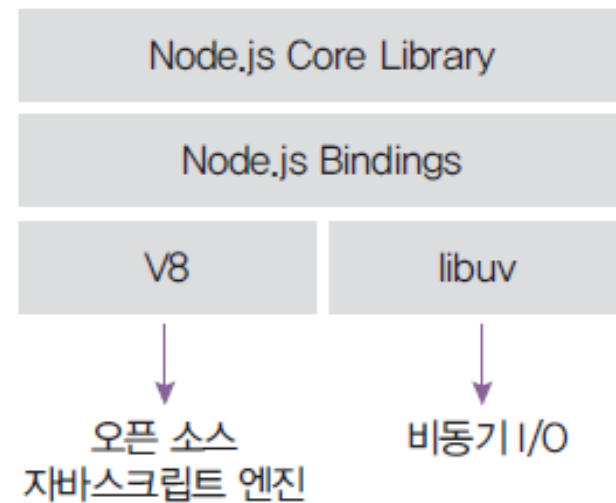 Node.js Core Library
Node.js Bindings
V8
libuv
오픈 소스
자바스크립트 엔진
비동기 I/O